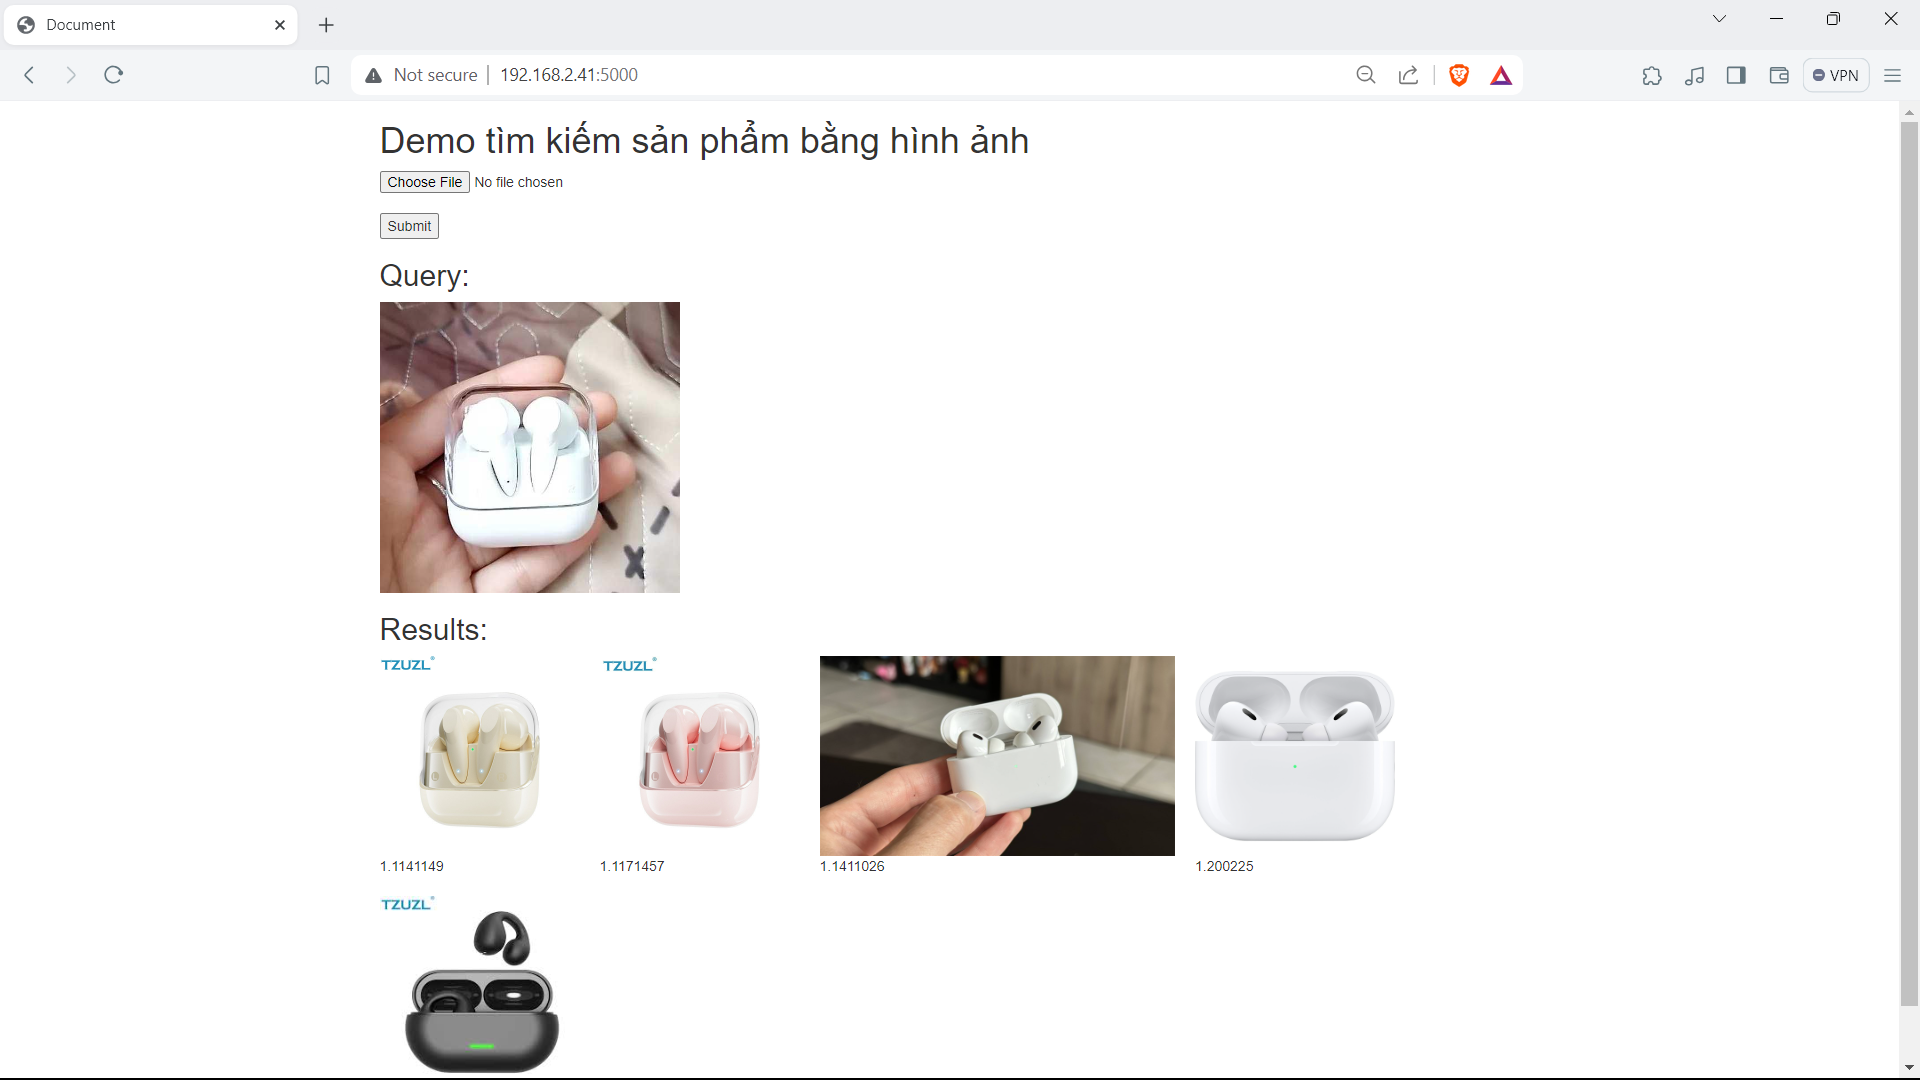 Document
Not secure
192.168.2.41:5000
VPN
Demo tìm kiếm sản phẩm bằng hình ảnh
Choose File No file chosen
Submit
Query:
X
Results:
TZUZL®
TZUZL®
1.1141149
1.1171457
1.1411026
1.200225
TZUZL®